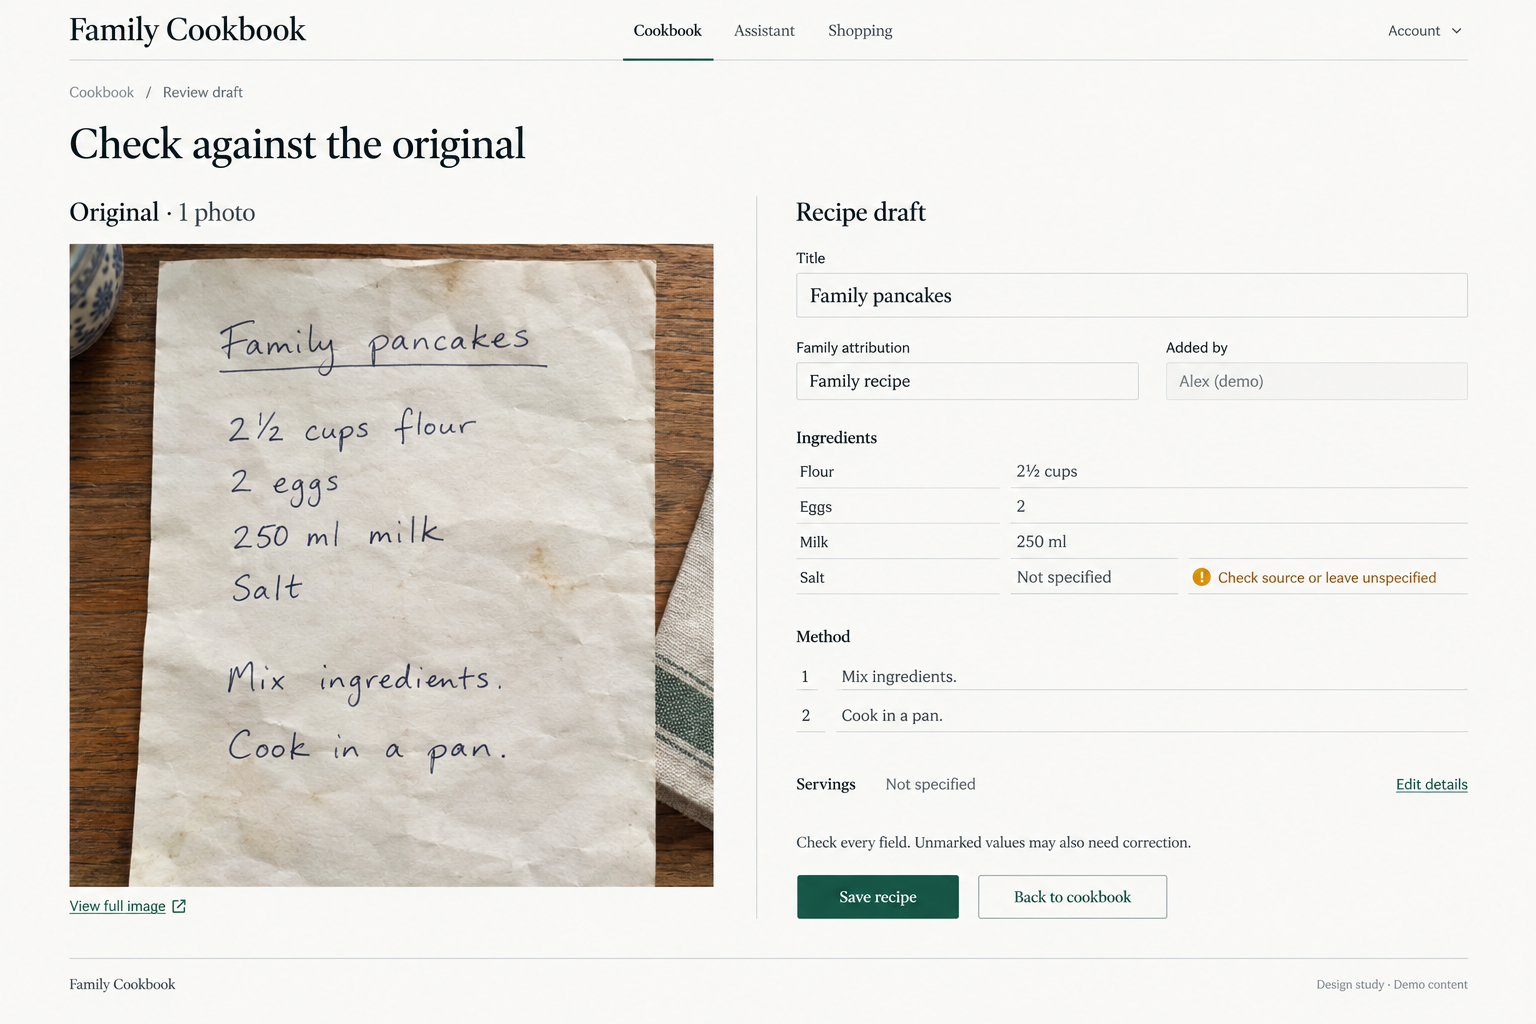 Family Cookbook
Cookbook
Assistant
Shopping
Account
Cookbook / Review draft
Check against the original
Original · 1 photo
Family pancakes
2½ cups flour
2 eggs
250 ml milk
Salt
Mix ingredients.
Cook in a pan.
View full image
Recipe draft
Title
Family pancakes
Family attribution
Family recipe
Added by
Alex (demo)
Ingredients
Flour 2½ cups
Eggs 2
Milk 250 ml
Salt Not specified ! Check source or leave unspecified
Method
1 Mix ingredients.
2 Cook in a pan.
Servings Not specified Edit details
Check every field. Unmarked values may also need correction.
Save recipe
Back to cookbook
Family Cookbook
Design study · Demo content